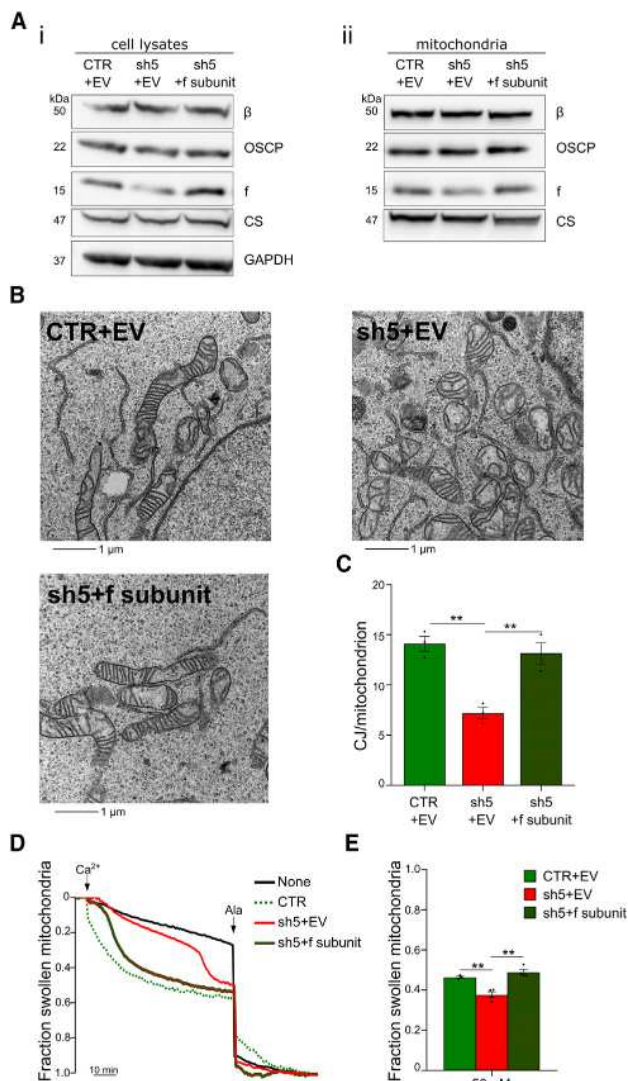 A
i
cell lysates
CTR +EV
sh5 +EV
sh5 +f subunit
kDa
50
β
22
OSCP
15
f
47
CS
37
GAPDH
ii
mitochondria
CTR +EV
sh5 +EV
sh5 +f subunit
kDa
50
β
22
OSCP
15
f
47
CS
B
CTR+EV
1 µm
sh5+EV
1 µm
sh5+f subunit
1 µm
C
CJ/mitochondrion
20
15
10
5
0
**
**
CTR +EV
sh5 +EV
sh5 +f subunit
D
Fraction swollen mitochondria
0
0.2
0.4
0.6
0.8
1.0
Ca²⁺
Ala
10 min
None
CTR
sh5+EV
sh5+f subunit
E
Fraction swollen mitochondria
1.0
0.8
0.6
0.4
0.2
0
CTR+EV
sh5+EV
sh5+f subunit
**
**